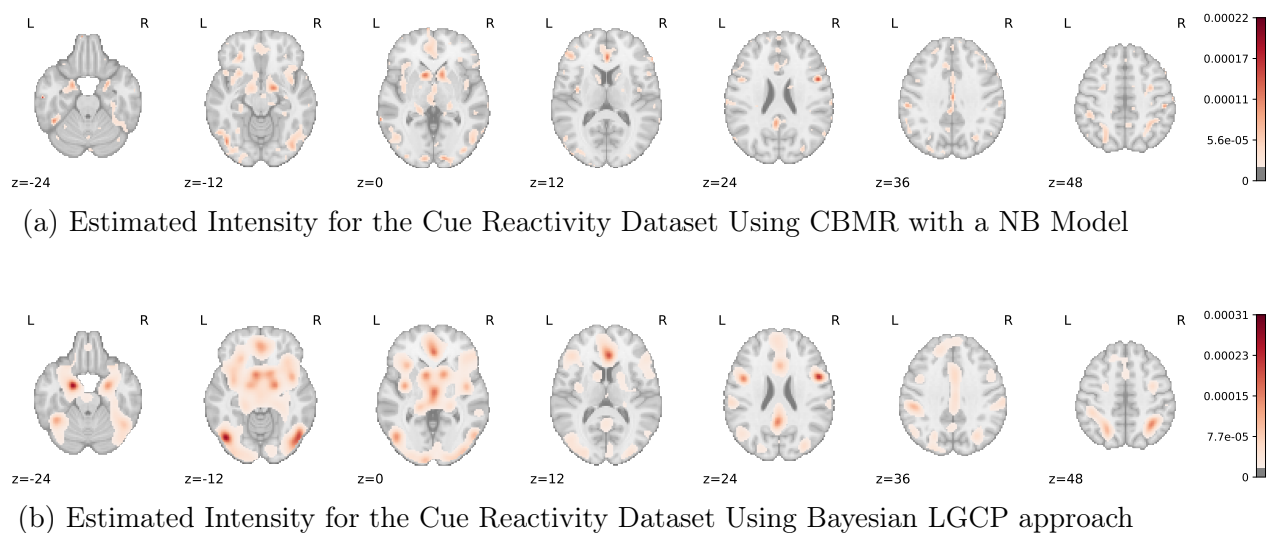 L R L R L R L R L R L R L R
0.00022
0.00017
0.00011
5.6e-05
0
z=-24 z=-12 z=0 z=12 z=24 z=36 z=48
(a) Estimated Intensity for the Cue Reactivity Dataset Using CBMR with a NB Model
L R L R L R L R L R L R L R
0.00031
0.00023
0.00015
7.7e-05
0
z=-24 z=-12 z=0 z=12 z=24 z=36 z=48
(b) Estimated Intensity for the Cue Reactivity Dataset Using Bayesian LGCP approach